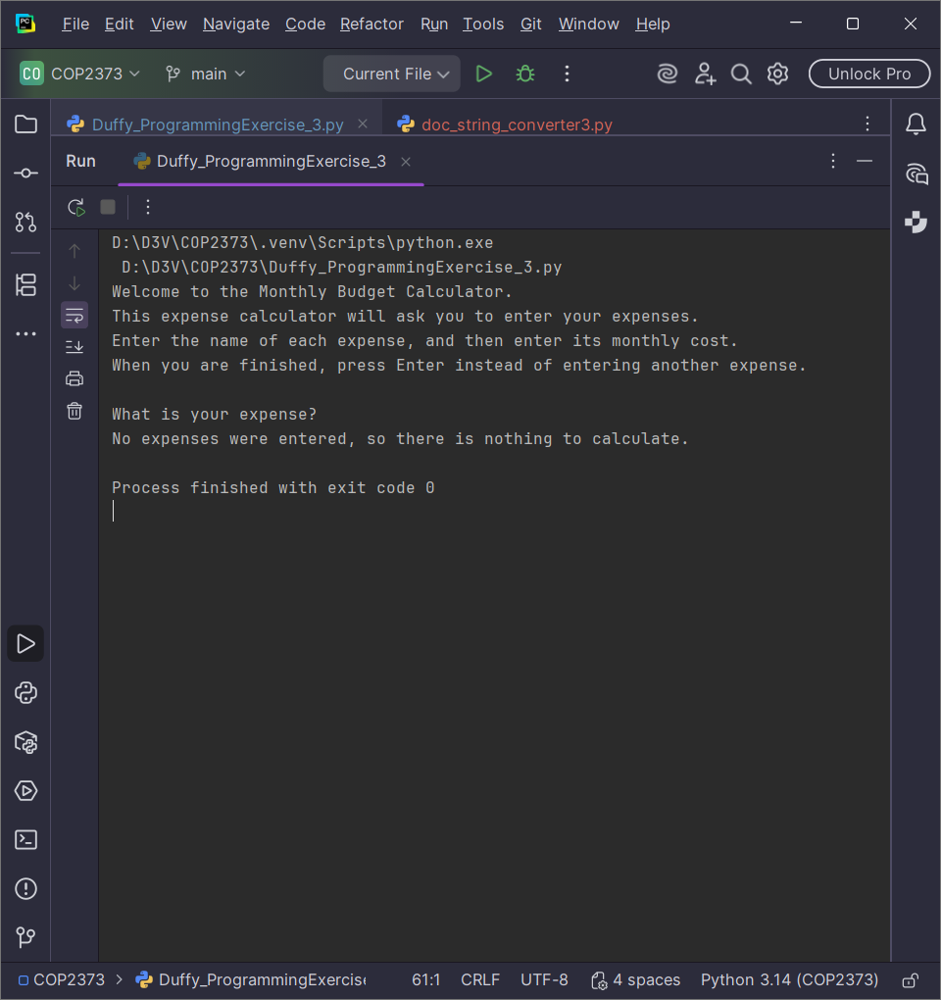 File Edit View Navigate Code Refactor Run Tools Git Window Help
CO COP2373 main Current File Unlock Pro
Duffy_ProgrammingExercise_3.py doc_string_converter3.py
Run Duffy_ProgrammingExercise_3
D:\D3V\COP2373\.venv\Scripts\python.exe
D:\D3V\COP2373\Duffy_ProgrammingExercise_3.py
Welcome to the Monthly Budget Calculator.
This expense calculator will ask you to enter your expenses.
Enter the name of each expense, and then enter its monthly cost.
When you are finished, press Enter instead of entering another expense.
What is your expense?
No expenses were entered, so there is nothing to calculate.
Process finished with exit code 0
COP2373 > Duffy_ProgrammingExercise 61:1 CRLF UTF-8 4 spaces Python 3.14 (COP2373)